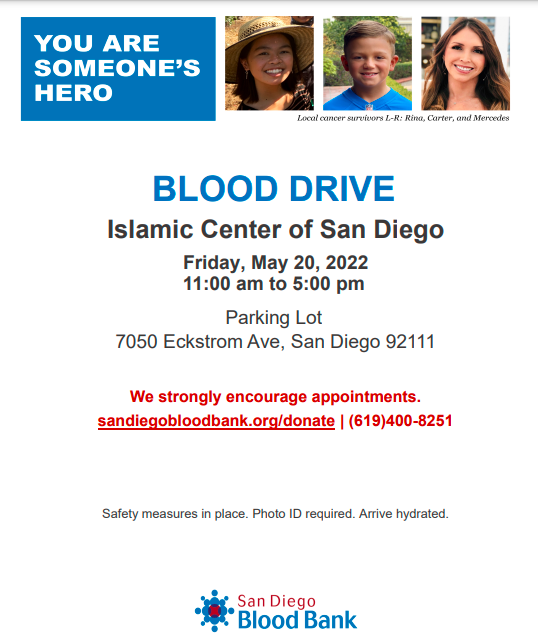 YOU ARE
SOMEONE'S
HERO
Local cancer survivors L-R: Rina, Carter, and Mercedes
BLOOD DRIVE
Islamic Center of San Diego
Friday, May 20, 2022
11:00 am to 5:00 pm
Parking Lot
7050 Eckstrom Ave, San Diego 92111
We strongly encourage appointments.
sandiegobloodbank.org/donate | (619)400-8251
Safety measures in place. Photo ID required. Arrive hydrated.
San Diego
Blood Bank